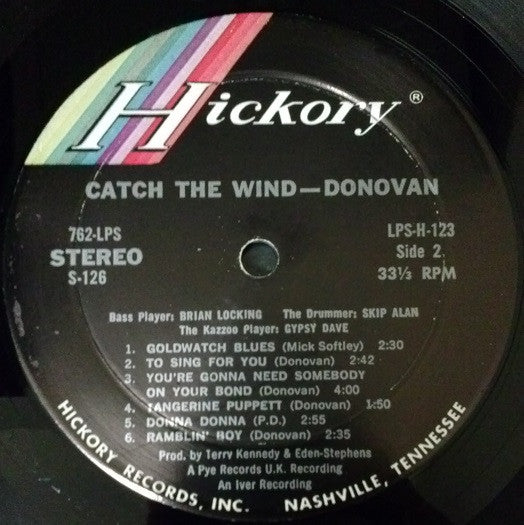 Hickory®
CATCH THE WIND—DONOVAN
762-LPS
STEREO
S-126
LPS-H-123
Side 2
33⅓ RPM
Bass Player: BRIAN LOCKING The Drummer: SKIP ALAN
The Kazzoo Player: GYPSY DAVE
1. GOLDWATCH BLUES (Mick Softley) 2:30
2. TO SING FOR YOU (Donovan) 2:42
3. YOU'RE GONNA NEED SOMEBODY
ON YOUR BOND (Donovan) 4:00
4. TANGERINE PUPPETT (Donovan) 1:50
5. DONNA DONNA (P.D.) 2:55
6. RAMBLIN' BOY (Donovan) 2:35
Prod. by Terry Kennedy & Eden-Stephens
A Pye Records U.K. Recording
An Iver Recording
HICKORY RECORDS, INC. NASHVILLE, TENNESSEE